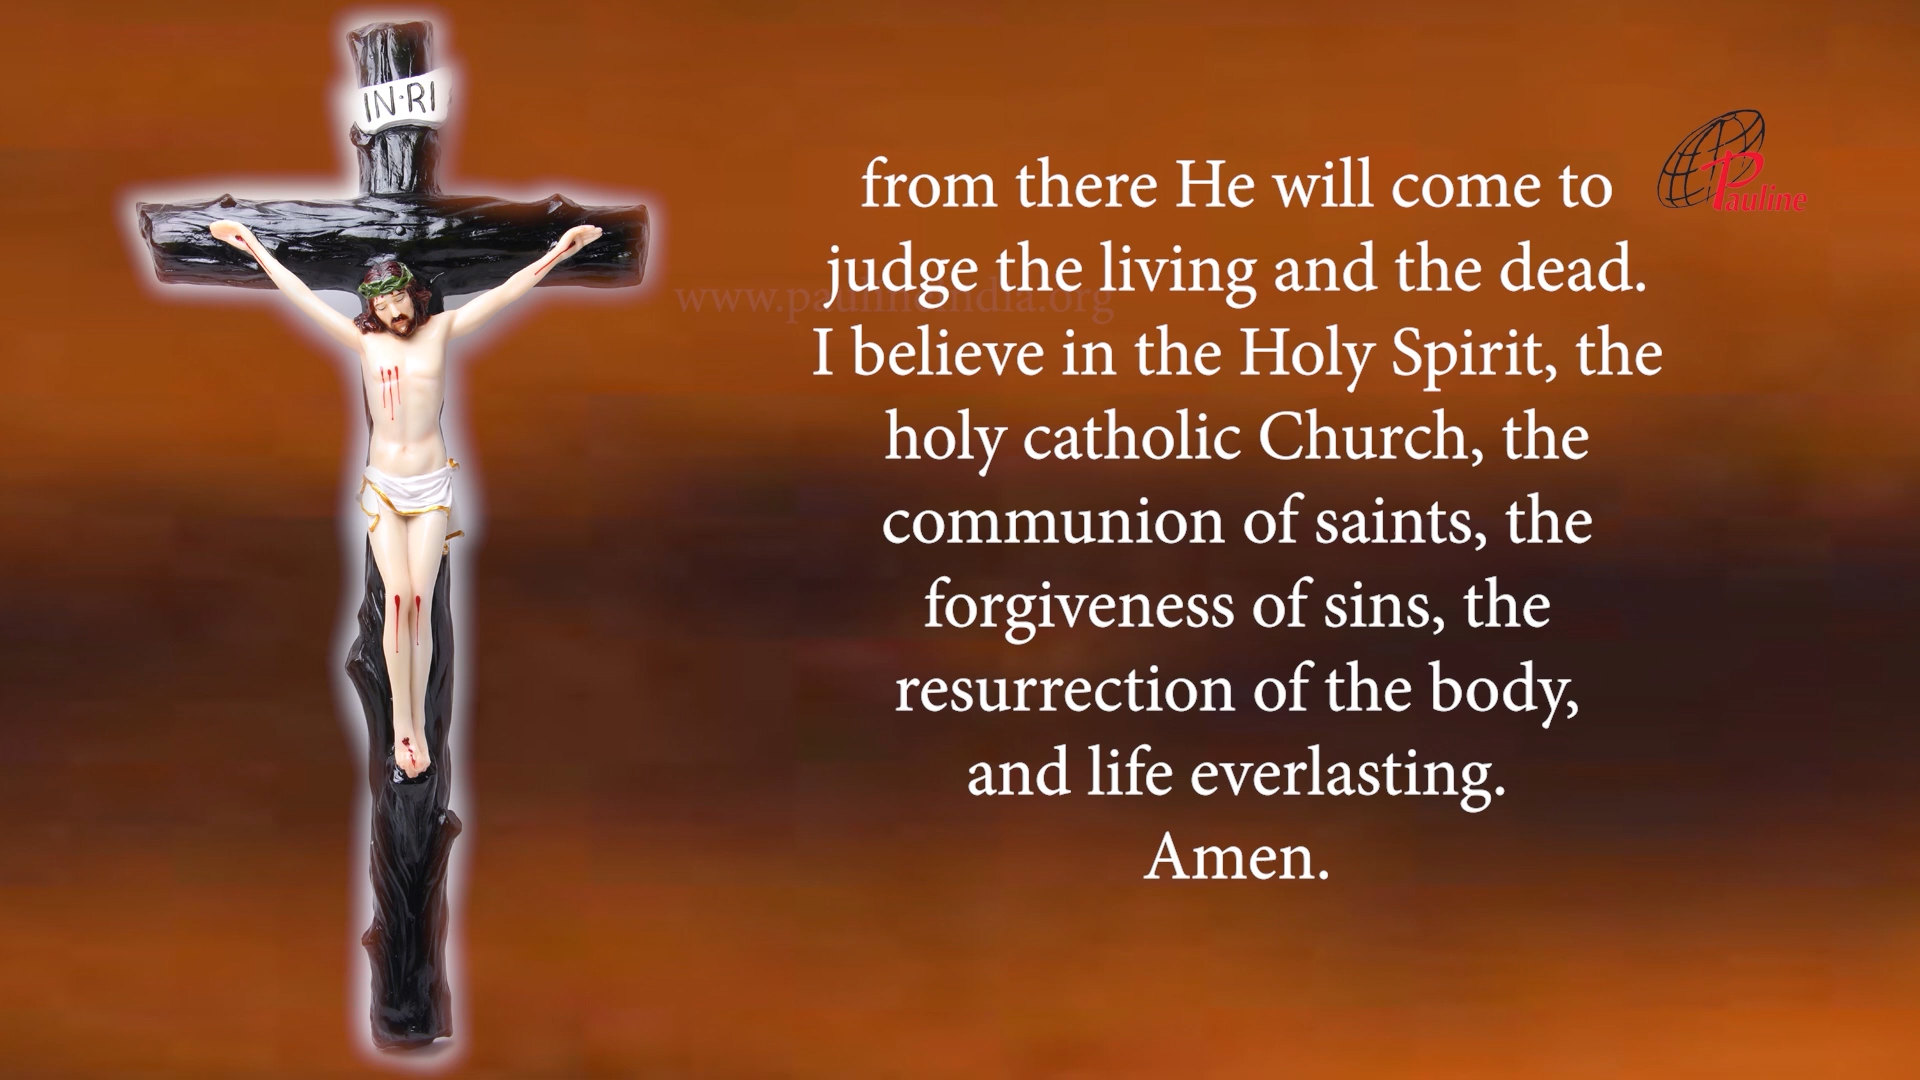 IN·RI
from there He will come to
judge the living and the dead.
I believe in the Holy Spirit, the
holy catholic Church, the
communion of saints, the
forgiveness of sins, the
resurrection of the body,
and life everlasting.
Amen.
Pauline
www.paulineindia.org